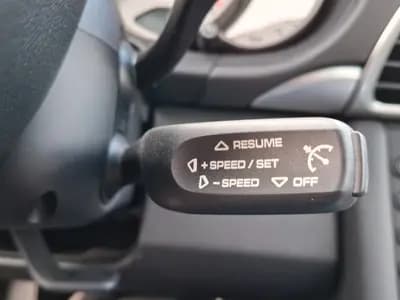 △ RESUME
+SPEED / SET
-SPEED ▽ OFF